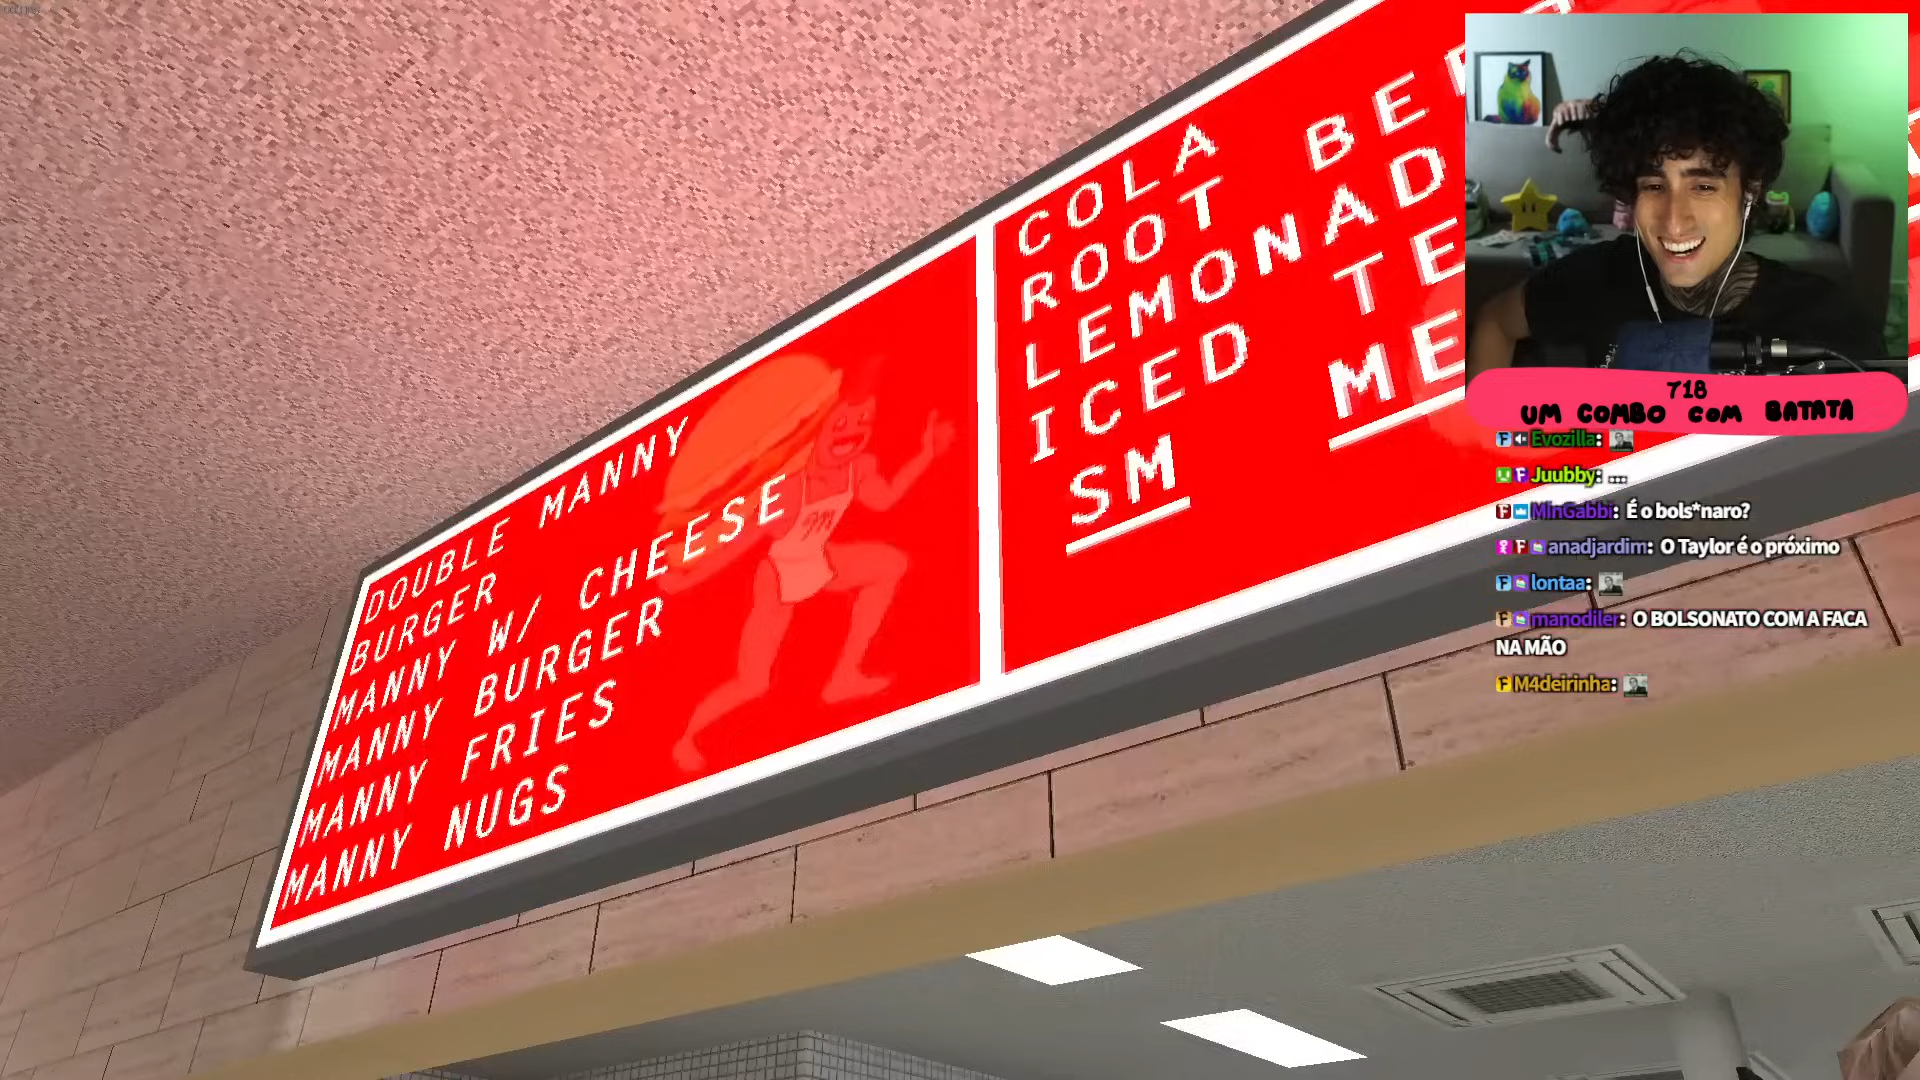 DOUBLE MANNY
BURGER
MANNY W/ CHEESE
MANNY BURGER
MANNY FRIES
MANNY NUGS
COLA
ROOT BE
LEMONAD
ICED TE
SM ME
718
UM COMBO COM BATATA
Evozilla:
Juubby: ...
MinGabbi: É o bols*naro?
anadjardim: O Taylor é o próximo
lontaa:
manodiler: O BOLSONATO COM A FACA
NA MÃO
M4deirinha: